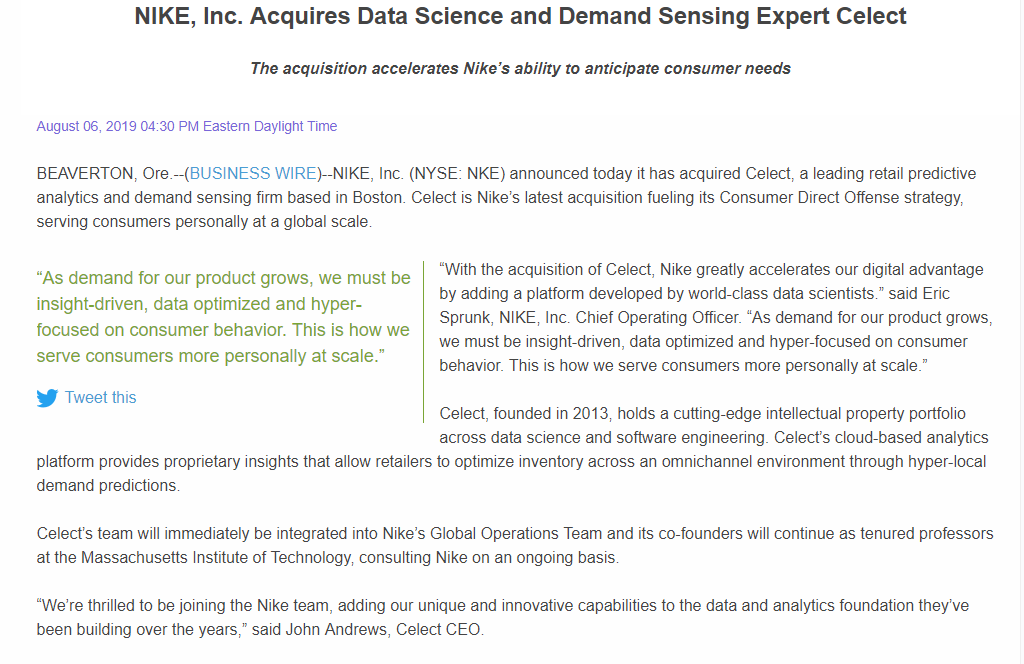 NIKE, Inc. Acquires Data Science and Demand Sensing Expert Celect
The acquisition accelerates Nike’s ability to anticipate consumer needs
August 06, 2019 04:30 PM Eastern Daylight Time
BEAVERTON, Ore.--(BUSINESS WIRE)--NIKE, Inc. (NYSE: NKE) announced today it has acquired Celect, a leading retail predictive
analytics and demand sensing firm based in Boston. Celect is Nike’s latest acquisition fueling its Consumer Direct Offense strategy,
serving consumers personally at a global scale.
“As demand for our product grows, we must be
insight-driven, data optimized and hyper-
focused on consumer behavior. This is how we
serve consumers more personally at scale.”
Tweet this
“With the acquisition of Celect, Nike greatly accelerates our digital advantage
by adding a platform developed by world-class data scientists.” said Eric
Sprunk, NIKE, Inc. Chief Operating Officer. “As demand for our product grows,
we must be insight-driven, data optimized and hyper-focused on consumer
behavior. This is how we serve consumers more personally at scale.”
Celect, founded in 2013, holds a cutting-edge intellectual property portfolio
across data science and software engineering. Celect’s cloud-based analytics
platform provides proprietary insights that allow retailers to optimize inventory across an omnichannel environment through hyper-local
demand predictions.
Celect’s team will immediately be integrated into Nike’s Global Operations Team and its co-founders will continue as tenured professors
at the Massachusetts Institute of Technology, consulting Nike on an ongoing basis.
“We’re thrilled to be joining the Nike team, adding our unique and innovative capabilities to the data and analytics foundation they’ve
been building over the years,” said John Andrews, Celect CEO.